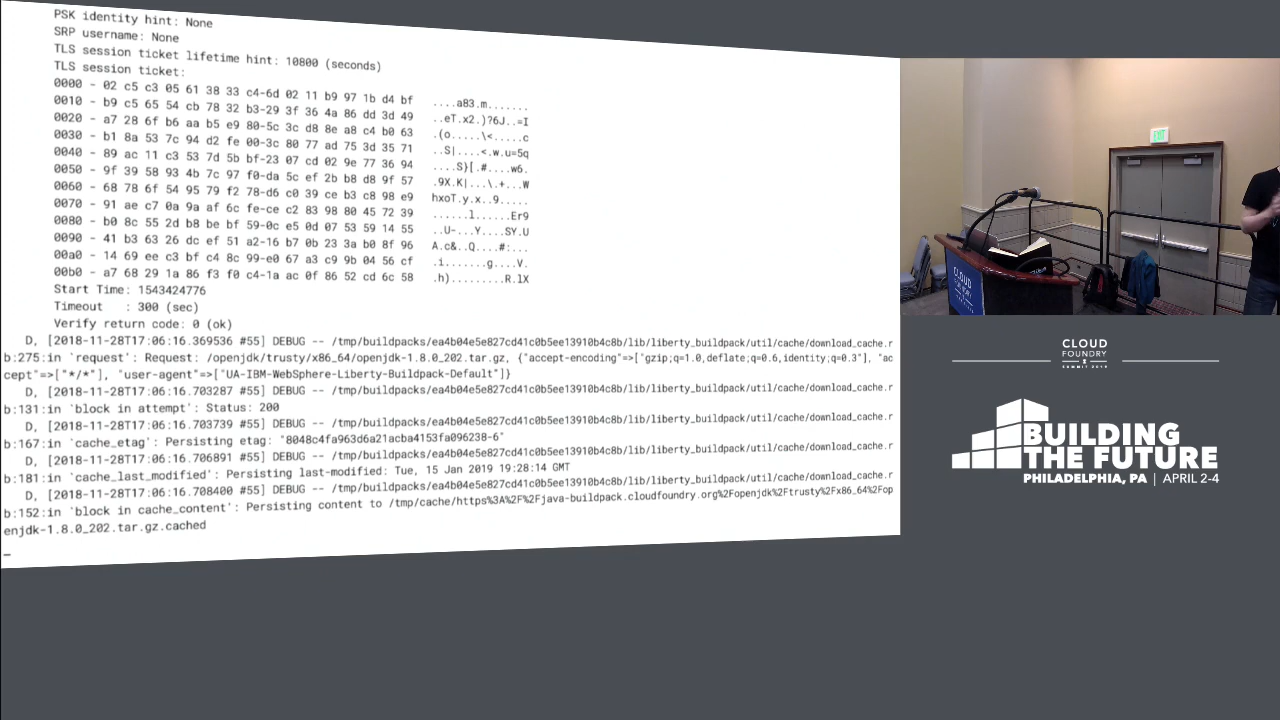 PSK identity hint: None
SRP username: None
TLS session ticket lifetime hint: 10800 (seconds)
TLS session ticket:
0000 - 02 c5 c3 05 61 38 33 c4-6d 02 11 b9 97 1b d4 bf   ....a83.m.......
0010 - b9 c5 65 54 cb 78 32 b3-29 3f 36 4a 86 dd 3d 49   ..eT.x2.)?6J..=I
0020 - a7 28 6f b6 aa b5 e9 80-5c 3c d8 8e a8 c4 b0 63   .(o.....\<.....c
0030 - b1 8a 53 7c 94 d2 fe 00-3c 80 77 ad 75 3d 35 71   ..S|....<.w.u=5q
0040 - 89 ac 11 c3 53 7d 5b bf-23 07 cd 02 9e 77 36 94   ....S}[.#....w6.
0050 - 9f 39 58 93 4b 7c 97 f0-da 5c ef 2b b8 d8 9f 57   .9X.K|...\.+...W
0060 - 68 78 6f 54 95 79 f2 78-d6 c0 39 ce b3 c8 98 e9   hxoT.y.x..9.....
0070 - 91 ae c7 0a 9a af 6c fe-ce c2 83 98 80 45 72 39   ......l......Er9
0080 - b0 8c 55 2d b8 be bf 59-0c e5 0d 07 53 59 14 55   ..U-...Y....SY.U
0090 - 41 b3 63 26 dc ef 51 a2-16 b7 0b 23 3a b0 8f 96   A.c&..Q....#:...
00a0 - 14 69 ee c3 bf c4 8c 99-e0 67 a3 c9 9b 04 56 cf   .i.......g....V.
00b0 - a7 68 29 1a 86 f3 f0 c4-1a ac 0f 86 52 cd 6c 58   .h).........R.lX
Start Time: 1543424776
Timeout   : 300 (sec)
Verify return code: 0 (ok)
D, [2018-11-28T17:06:16.369536 #55] DEBUG -- /tmp/buildpacks/ea4b04e5e827cd41c0b5ee13910b4c8b/lib/liberty_buildpack/util/cache/download_cache.r
b:275:in `request': Request: /openjdk/trusty/x86_64/openjdk-1.8.0_202.tar.gz, {"accept-encoding"=>["gzip;q=1.0,deflate;q=0.6,identity;q=0.3"], "ac
cept"=>["*/*"], "user-agent"=>["UA-IBM-WebSphere-Liberty-Buildpack-Default"]}
D, [2018-11-28T17:06:16.703287 #55] DEBUG -- /tmp/buildpacks/ea4b04e5e827cd41c0b5ee13910b4c8b/lib/liberty_buildpack/util/cache/download_cache.r
b:131:in `block in attempt': Status: 200
D, [2018-11-28T17:06:16.703739 #55] DEBUG -- /tmp/buildpacks/ea4b04e5e827cd41c0b5ee13910b4c8b/lib/liberty_buildpack/util/cache/download_cache.r
b:167:in `cache_etag': Persisting etag: "8048c4fa963d6a21acba4153fa096238-6"
D, [2018-11-28T17:06:16.706891 #55] DEBUG -- /tmp/buildpacks/ea4b04e5e827cd41c0b5ee13910b4c8b/lib/liberty_buildpack/util/cache/download_cache.r
b:181:in `cache_last_modified': Persisting last-modified: Tue, 15 Jan 2019 19:28:14 GMT
D, [2018-11-28T17:06:16.708400 #55] DEBUG -- /tmp/buildpacks/ea4b04e5e827cd41c0b5ee13910b4c8b/lib/liberty_buildpack/util/cache/download_cache.r
b:152:in `block in cache_content': Persisting content to /tmp/cache/https%3A%2F%2Fjava-buildpack.cloudfoundry.org%2Fopenjdk%2Ftrusty%2Fx86_64%2Fop
enjdk-1.8.0_202.tar.gz.cached
_
EXIT
CLOUD
FOUNDRY
CLOUD
FOUNDRY
SUMMIT 2019
BUILDING
THE FUTURE
PHILADELPHIA, PA | APRIL 2-4